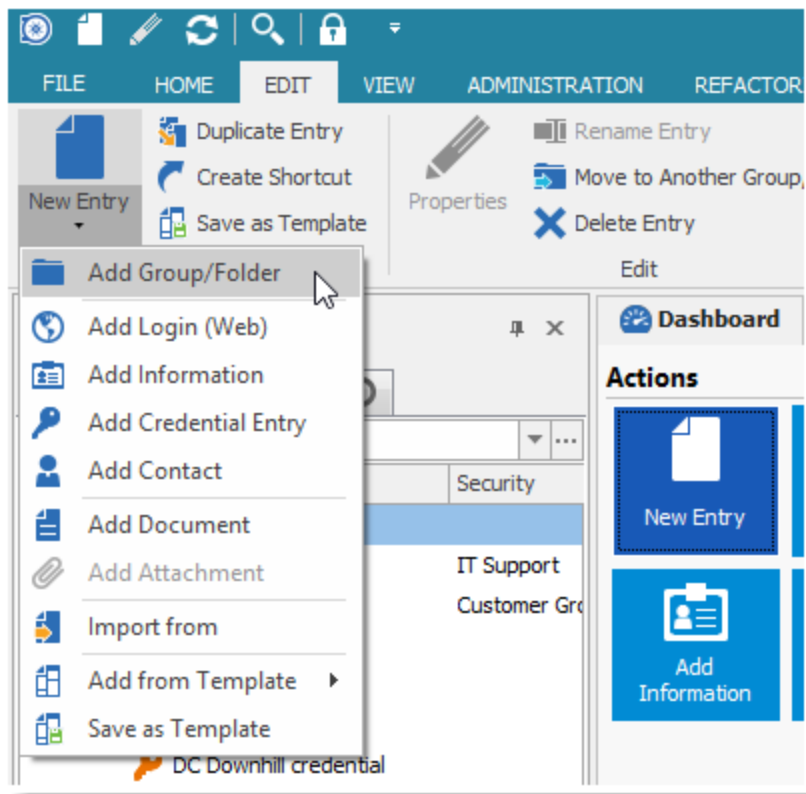 FILE HOME EDIT VIEW ADMINISTRATION REFACTOR
New Entry
Duplicate Entry
Create Shortcut
Save as Template
Properties
Rename Entry
Move to Another Group,
Delete Entry
Edit
Add Group/Folder
Add Login (Web)
Add Information
Add Credential Entry
Add Contact
Add Document
Add Attachment
Import from
Add from Template
Save as Template
Security
IT Support
Customer Gro
DC Downhill credential
Dashboard
Actions
New Entry
Add
Information